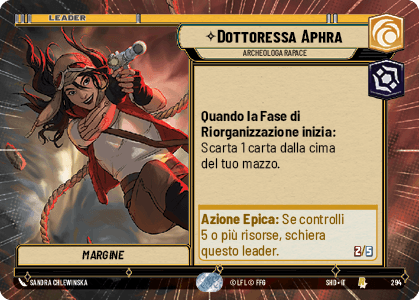 LEADER
✧DOTTORESSA APHRA
ARCHEOLOGA RAPACE
Quando la Fase di
Riorganizzazione inizia:
Scarta 1 carta dalla cima
del tuo mazzo.
Azione Epica: Se controlli
5 o più risorse, schiera
questo leader.
2/5
MARGINE
SANDRA CHLEWINSKA
©LFL © FFG
SHD • IT
294